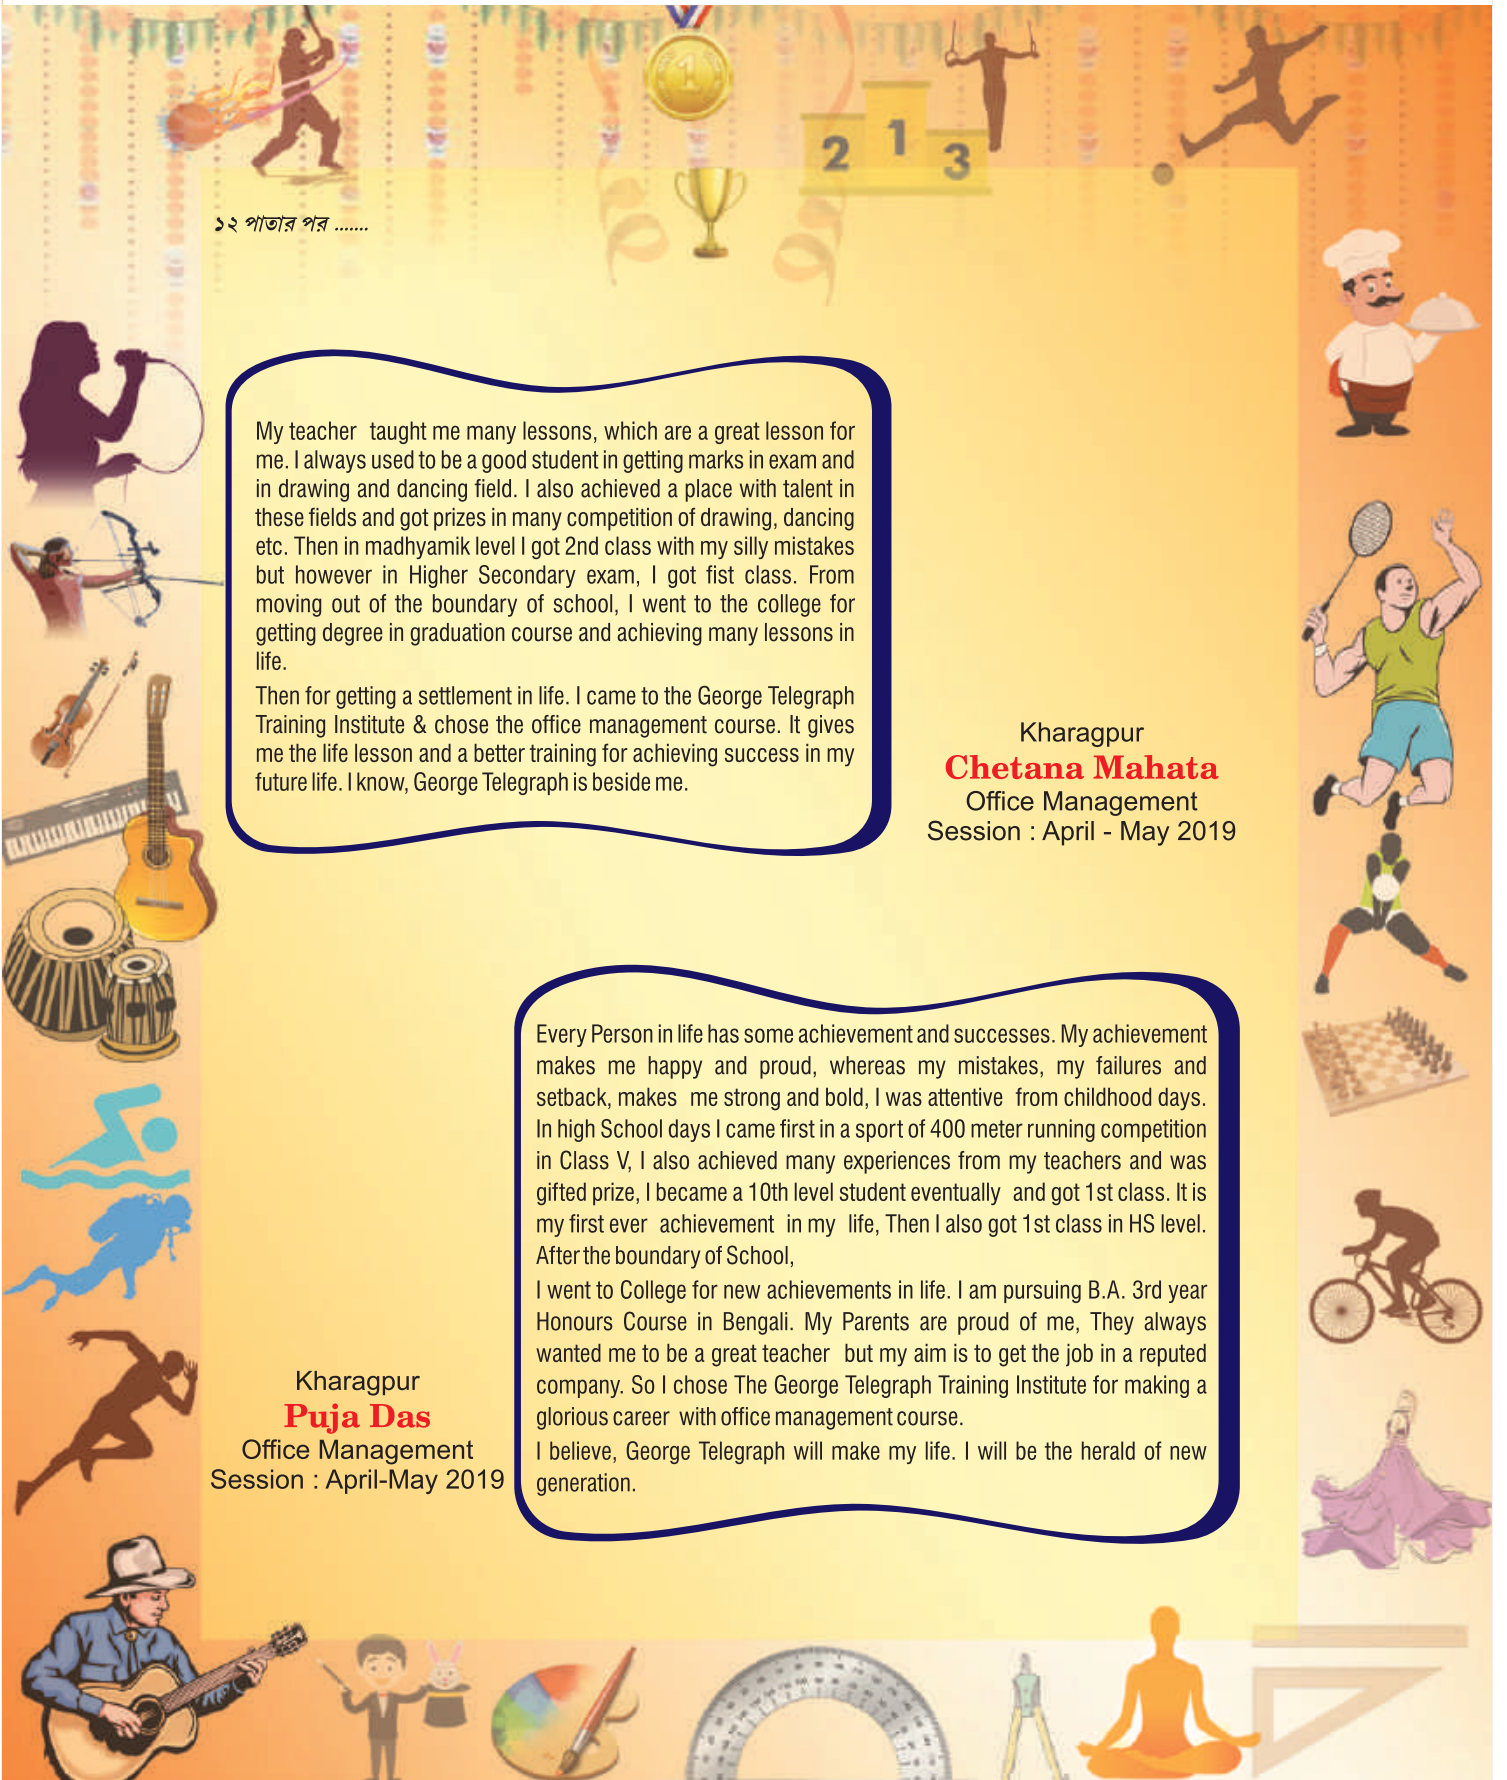 2
1
3
১২ পাতার পর .......
My teacher taught me many lessons, which are a great lesson for
me. I always used to be a good student in getting marks in exam and
in drawing and dancing field. I also achieved a place with talent in
these fields and got prizes in many competition of drawing, dancing
etc. Then in madhyamik level I got 2nd class with my silly mistakes
but however in Higher Secondary exam, I got fist class. From
moving out of the boundary of school, I went to the college for
getting degree in graduation course and achieving many lessons in
life.
Then for getting a settlement in life. I came to the George Telegraph
Training Institute & chose the office management course. It gives
me the life lesson and a better training for achieving success in my
future life. I know, George Telegraph is beside me.
Kharagpur
Chetana Mahata
Office Management
Session : April - May 2019
Every Person in life has some achievement and successes. My achievement
makes me happy and proud, whereas my mistakes, my failures and
setback, makes me strong and bold, I was attentive from childhood days.
In high School days I came first in a sport of 400 meter running competition
in Class V, I also achieved many experiences from my teachers and was
gifted prize, I became a 10th level student eventually and got 1st class. It is
my first ever achievement in my life, Then I also got 1st class in HS level.
After the boundary of School,
I went to College for new achievements in life. I am pursuing B.A. 3rd year
Honours Course in Bengali. My Parents are proud of me, They always
wanted me to be a great teacher but my aim is to get the job in a reputed
company. So I chose The George Telegraph Training Institute for making a
glorious career with office management course.
I believe, George Telegraph will make my life. I will be the herald of new
generation.
Kharagpur
Puja Das
Office Management
Session : April-May 2019